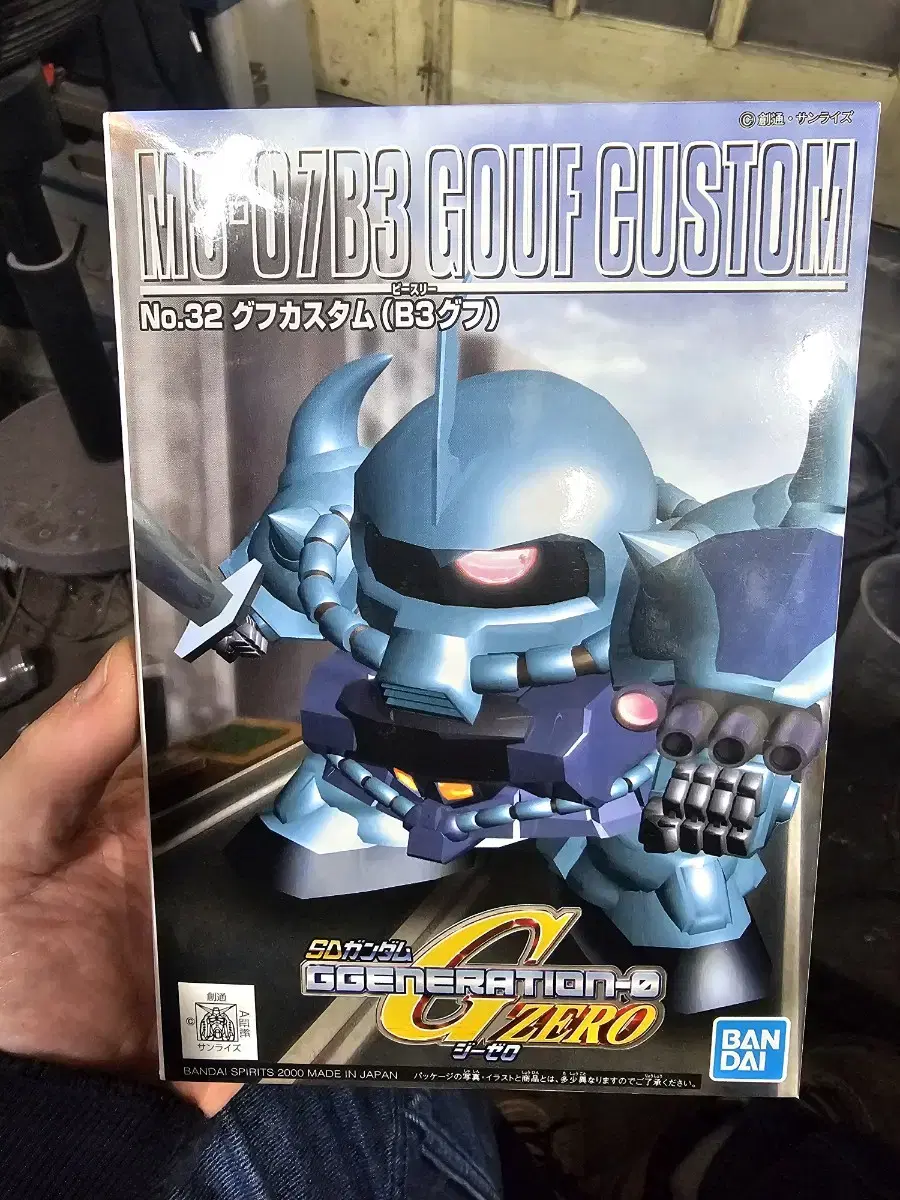 ©創通・サンライズ
MS-07B3 GOUF CUSTOM
ビースリー
No.32 グフカスタム(B3グフ)
SDガンダム
GGENERATION-0
G ZERO
ジーゼロ
創通
©
サンライズ
BAN
DAI
BANDAI SPIRITS 2000 MADE IN JAPAN
パッケージの写真・イラストと商品とは、多少異なりますのでご了承ください。